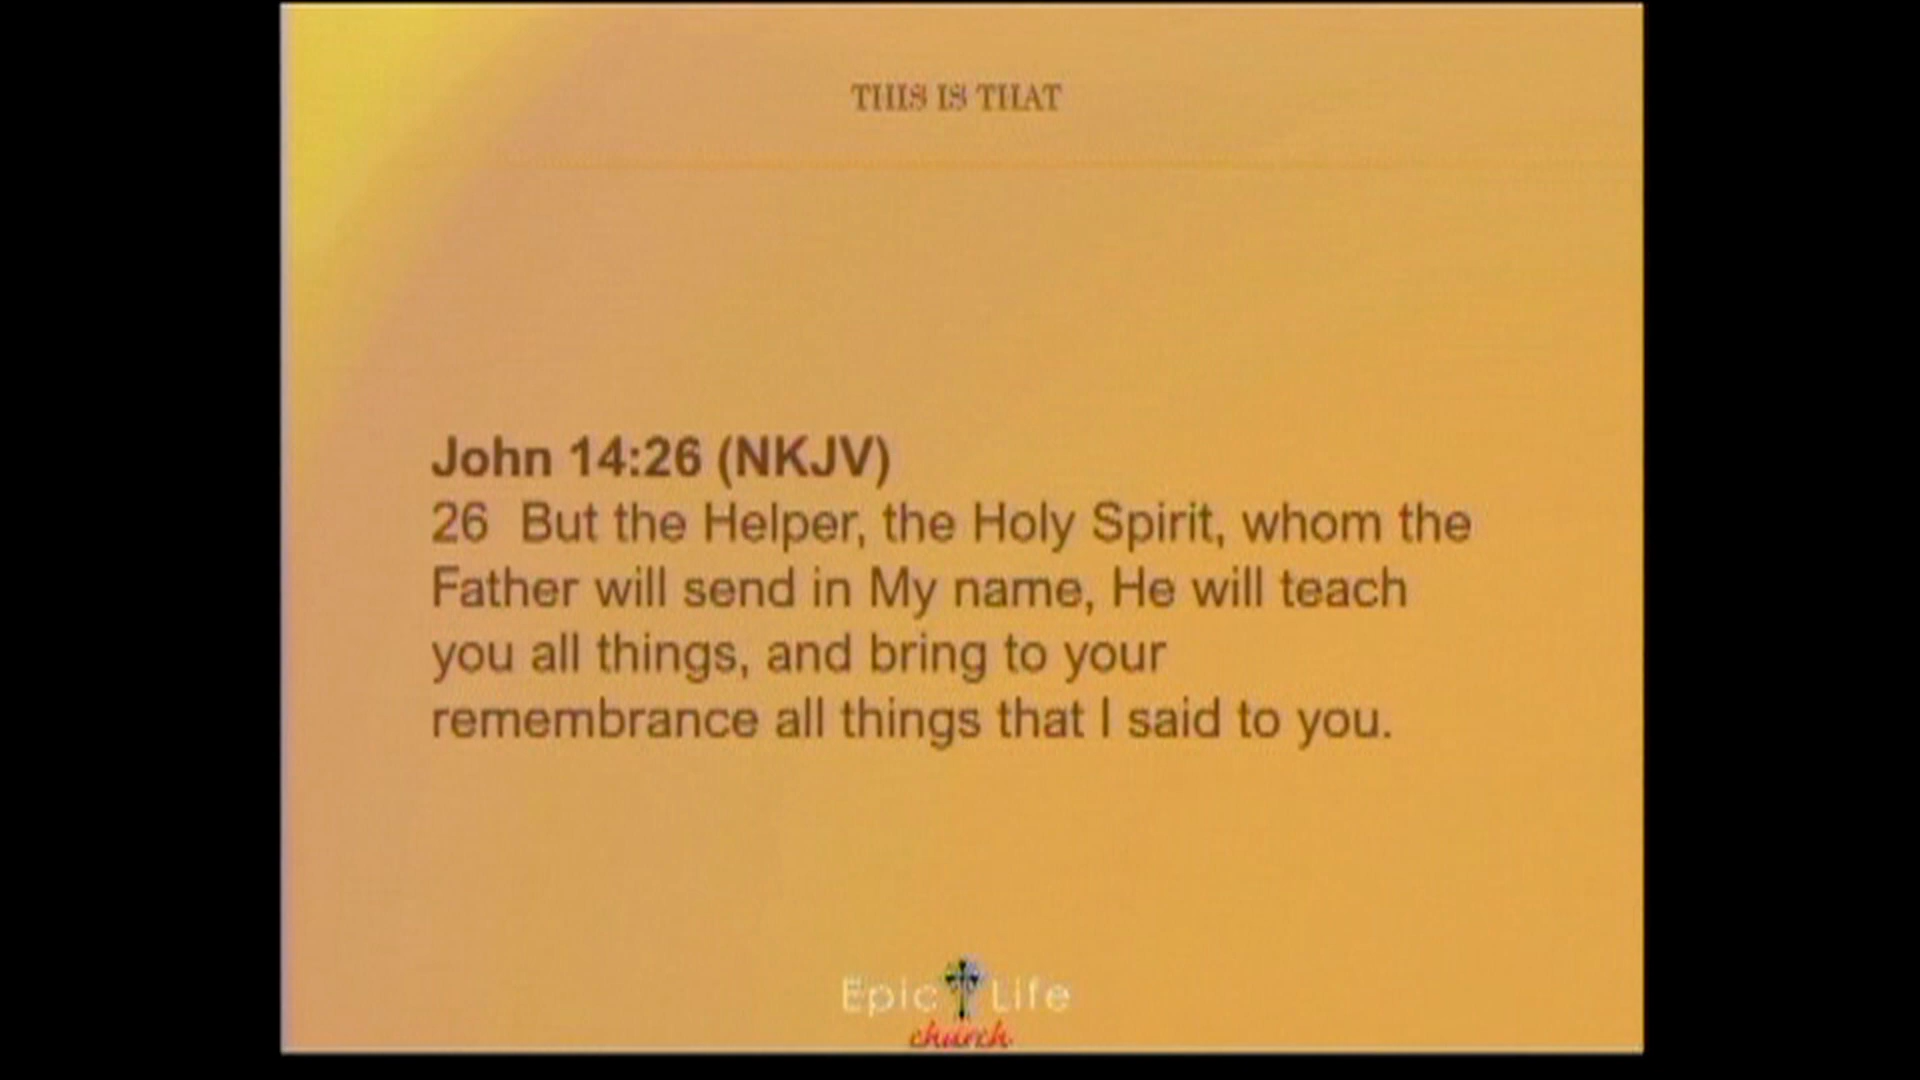 THIS IS THAT
John 14:26 (NKJV)
26  But the Helper, the Holy Spirit, whom the
Father will send in My name, He will teach
you all things, and bring to your
remembrance all things that I said to you.
Epic Life
church